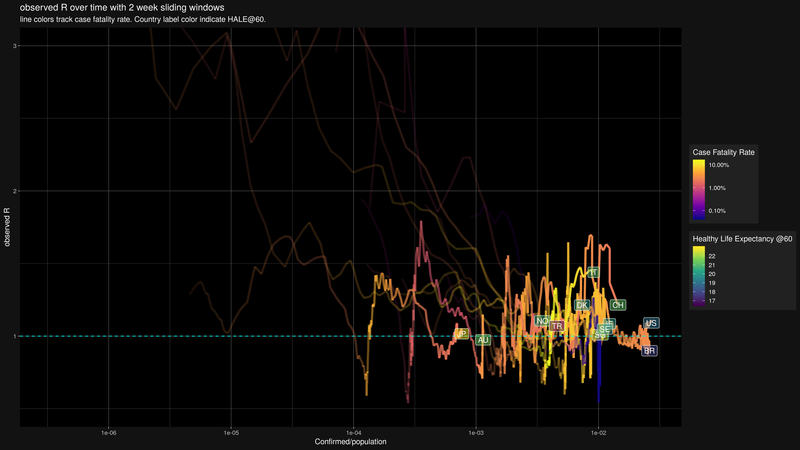 observed R over time with 2 week sliding windows
line colors track case fatality rate. Country label color indicate HALE@60.
3
2
1
observed R
1e-06 1e-05 1e-04 1e-03 1e-02
Confirmed/population
IT
DK
CH
NO
TR
SE
US
JP
AU
BR
Case Fatality Rate
10.00%
1.00%
0.10%
Healthy Life Expectancy @60
22
21
20
19
18
17